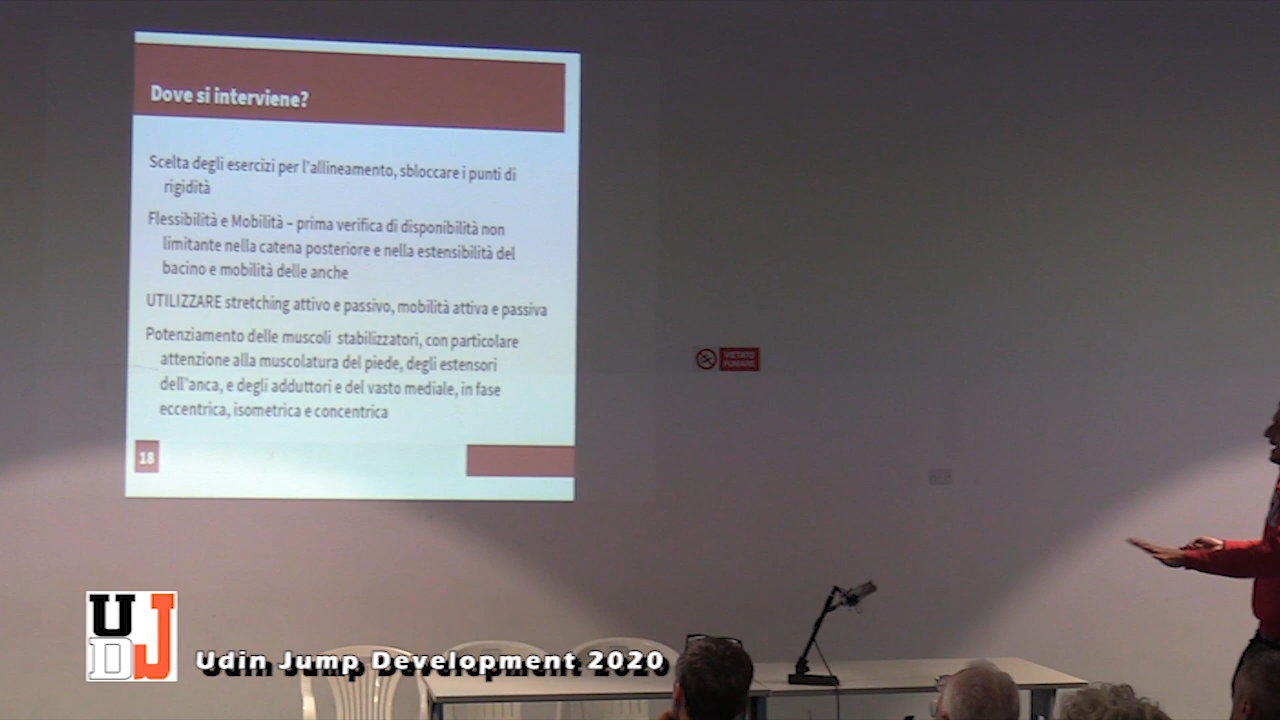 Dove si interviene?
Scelta degli esercizi per l'allineamento, sbloccare i punti di
rigidità
Flessibilità e Mobilità – prima verifica di disponibilità non
limitante nella catena posteriore e nella estensibilità del
bacino e mobilità delle anche
UTILIZZARE stretching attivo e passivo, mobilità attiva e passiva
Potenziamento delle muscoli stabilizzatori, con particolare
attenzione alla muscolatura del piede, degli estensori
dell'anca, e degli adduttori e del vasto mediale, in fase
eccentrica, isometrica e concentrica
18
VIETATO
FUMARE
UDJ
Udin Jump Development 2020